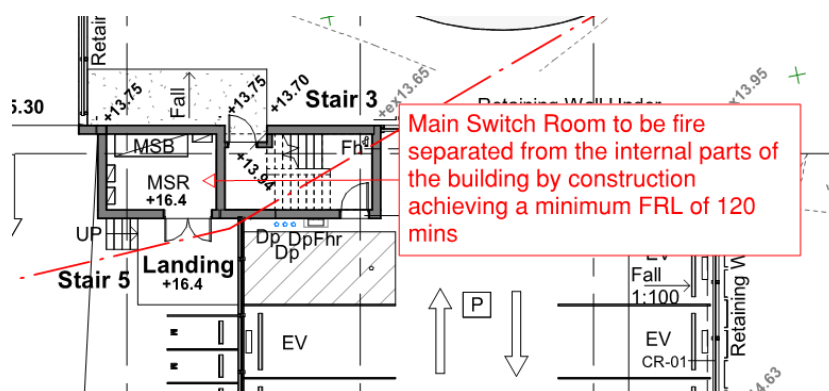 Retain
5.30
+13.75
Fall
+13.75
+13.70
Stair 3
+ex13.65
+ex13.95
Retaining Wall Under
Main Switch Room to be fire
separated from the internal parts of
the building by construction
achieving a minimum FRL of 120
mins
MSB
Fh
MSR
+16.4
+13.94
UP
Dp
DpFhr
Dp
Stair 5
Landing
+16.4
EV
Fall
1:100
Retaining W
P
EV
EV
CR-01
14.63